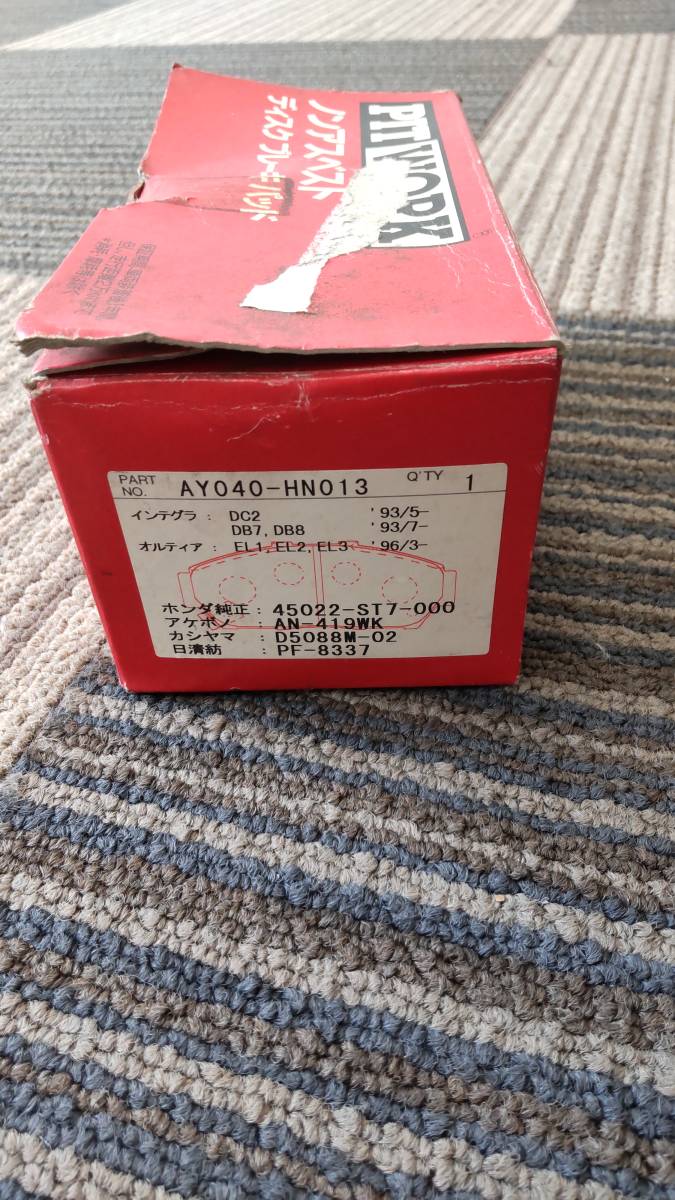 PIT WORK
ノンアスベスト
ディスクブレーキパッド
PART NO. AY040-HN013 Q'TY 1
インテグラ : DC2 '93/5-
DB7, DB8 '93/7-
オルティア : EL1, EL2, EL3 '96/3-
ホンダ純正 : 45022-ST7-000
アケボノ : AN-419WK
カシヤマ : D5088M-02
日清紡 : PF-8337